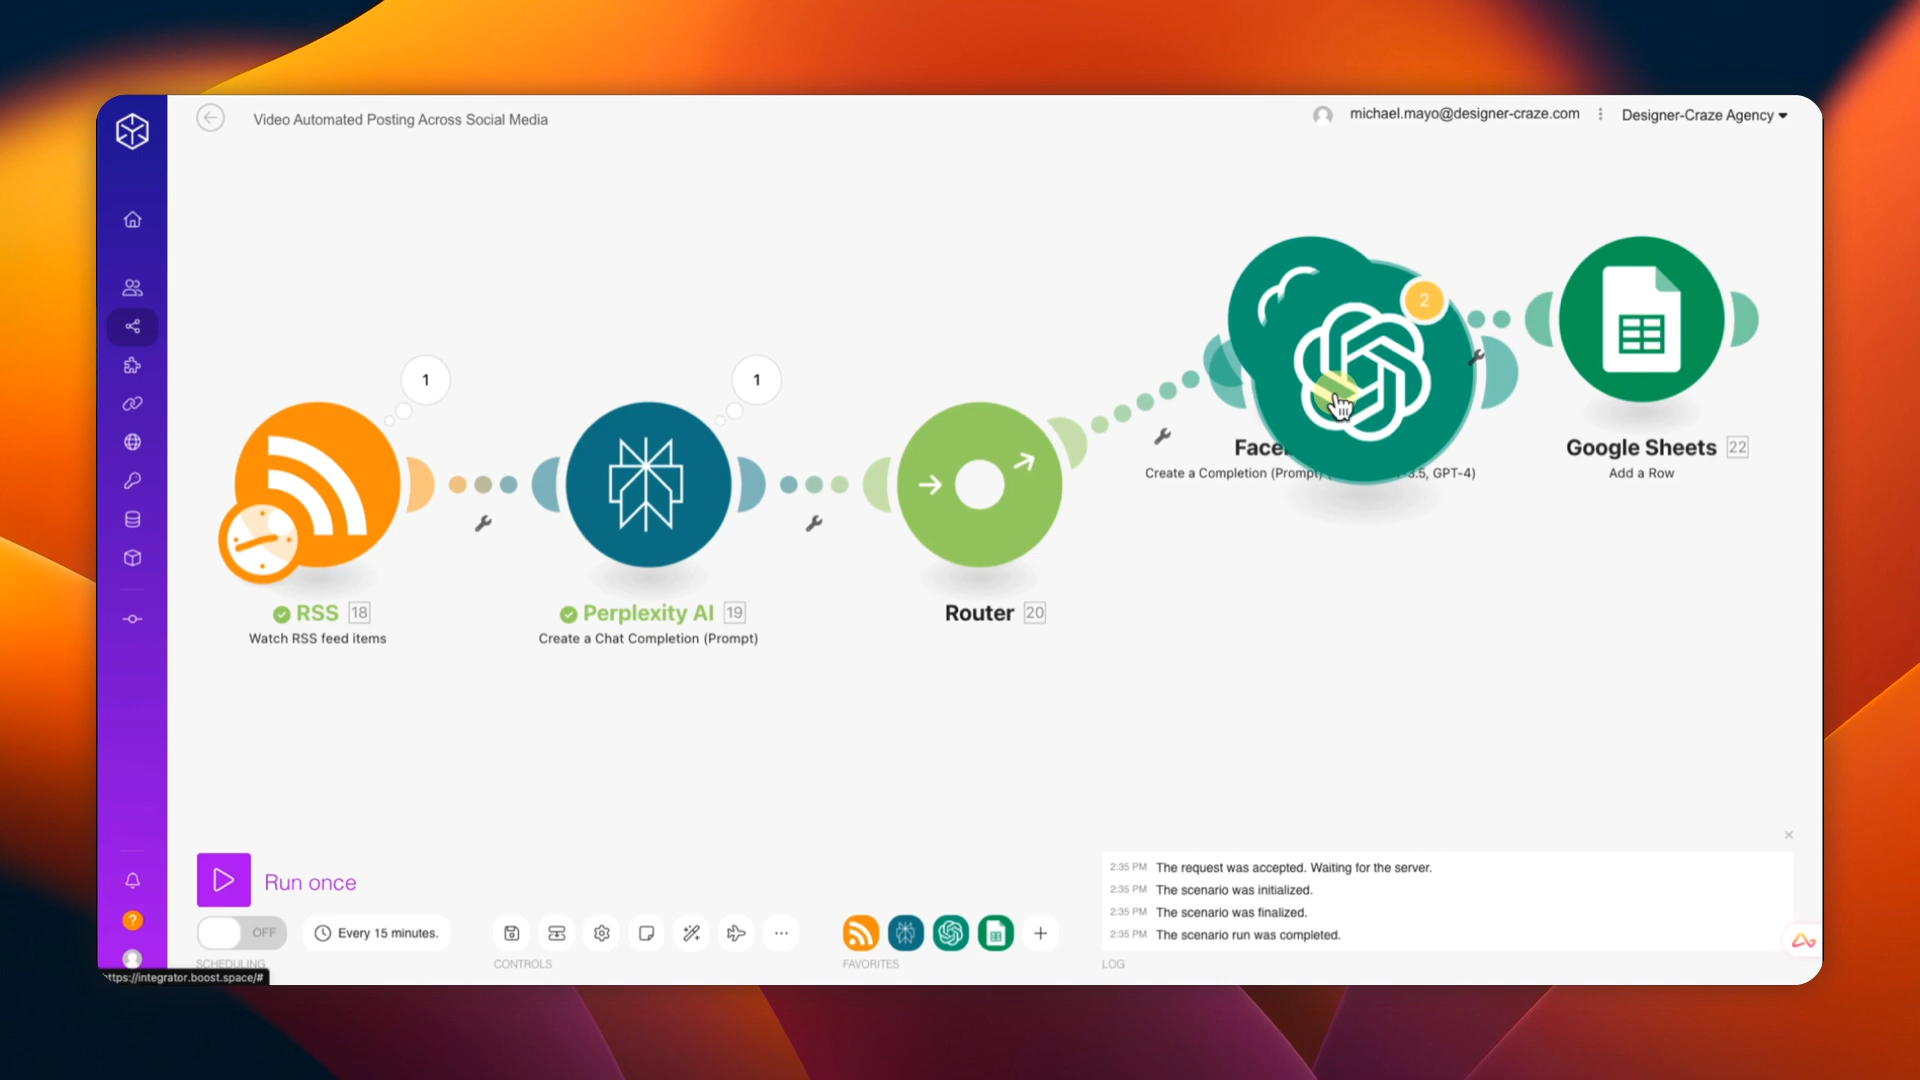 Video Automated Posting Across Social Media
michael.mayo@designer-craze.com
Designer-Craze Agency
2
1
1
Google Sheets 22
Add a Row
Create a Completion (Prompt) 3.5, GPT-4)
RSS 18
Watch RSS feed items
Perplexity AI 19
Create a Chat Completion (Prompt)
Router 20
Run once
OFF
Every 15 minutes.
SCHEDULING
CONTROLS
FAVORITES
2:35 PM The request was accepted. Waiting for the server.
2:35 PM The scenario was initialized.
2:35 PM The scenario was finalized.
2:35 PM The scenario run was completed.
LOG
?
https://integrator.boost.space/#